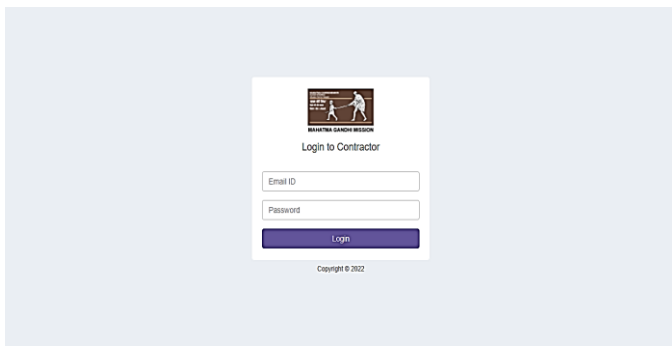 MAHATMA GANDHI MISSION
Login to Contractor
Email ID
Password
Login
Copyright © 2022